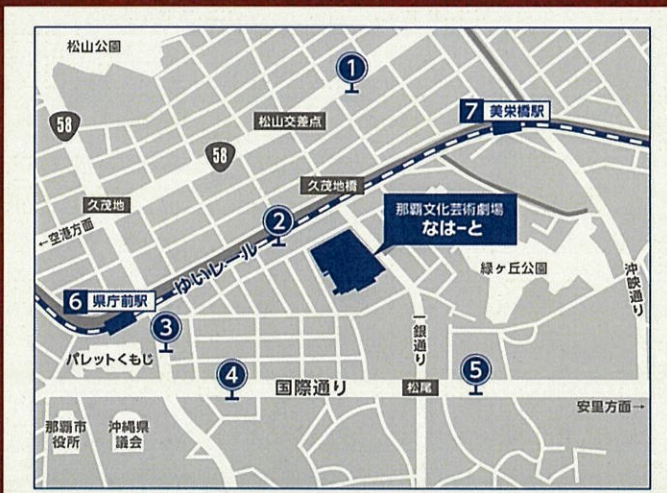 松山公園
58
1
松山交差点
58
7 美栄橋駅
久茂地
久茂地橋
←空港方面
2
那覇文化芸術劇場
なはーと
ゆいレール
緑ヶ丘公園
沖映通り
6 県庁前駅
3
一銀通り
パレットくもじ
4
国際通り
松尾
5
安里方面→
那覇市
役所
沖縄県
議会